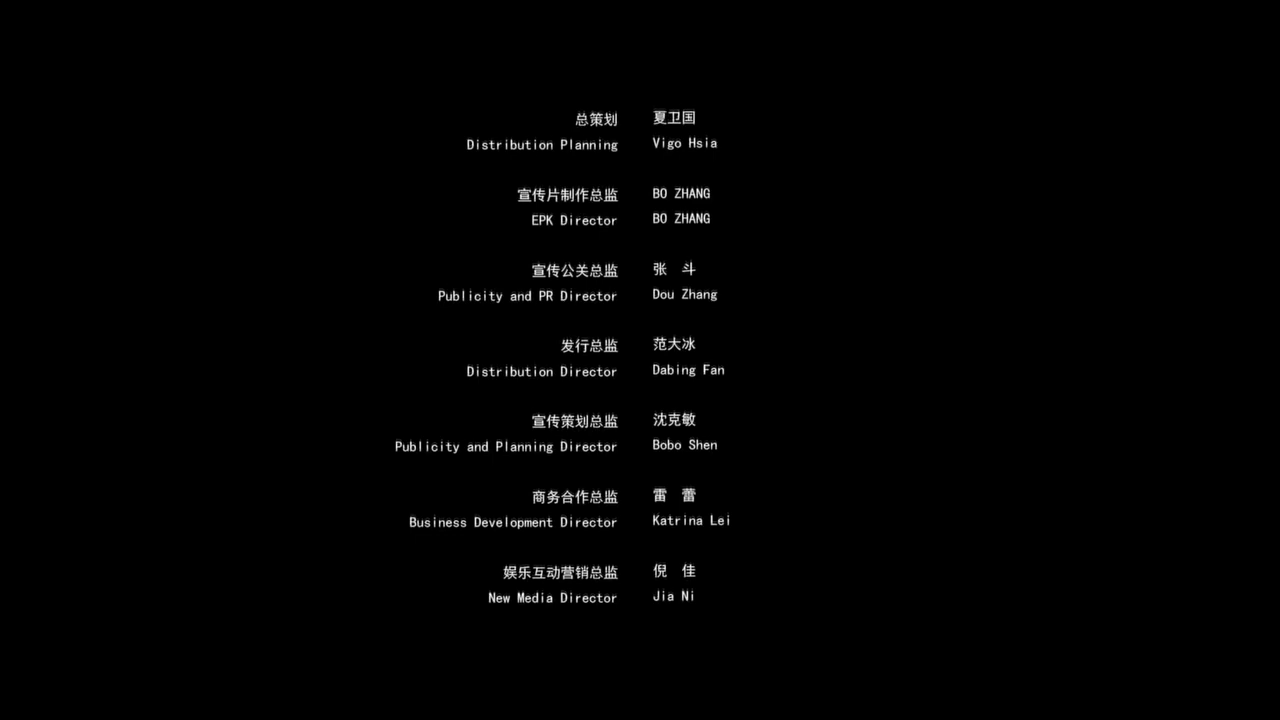 总策划 夏卫国
Distribution Planning Vigo Hsia
宣传片制作总监 BO ZHANG
EPK Director BO ZHANG
宣传公关总监 张 斗
Publicity and PR Director Dou Zhang
发行总监 范大冰
Distribution Director Dabing Fan
宣传策划总监 沈克敏
Publicity and Planning Director Bobo Shen
商务合作总监 雷 蕾
Business Development Director Katrina Lei
娱乐互动营销总监 倪 佳
New Media Director Jia Ni